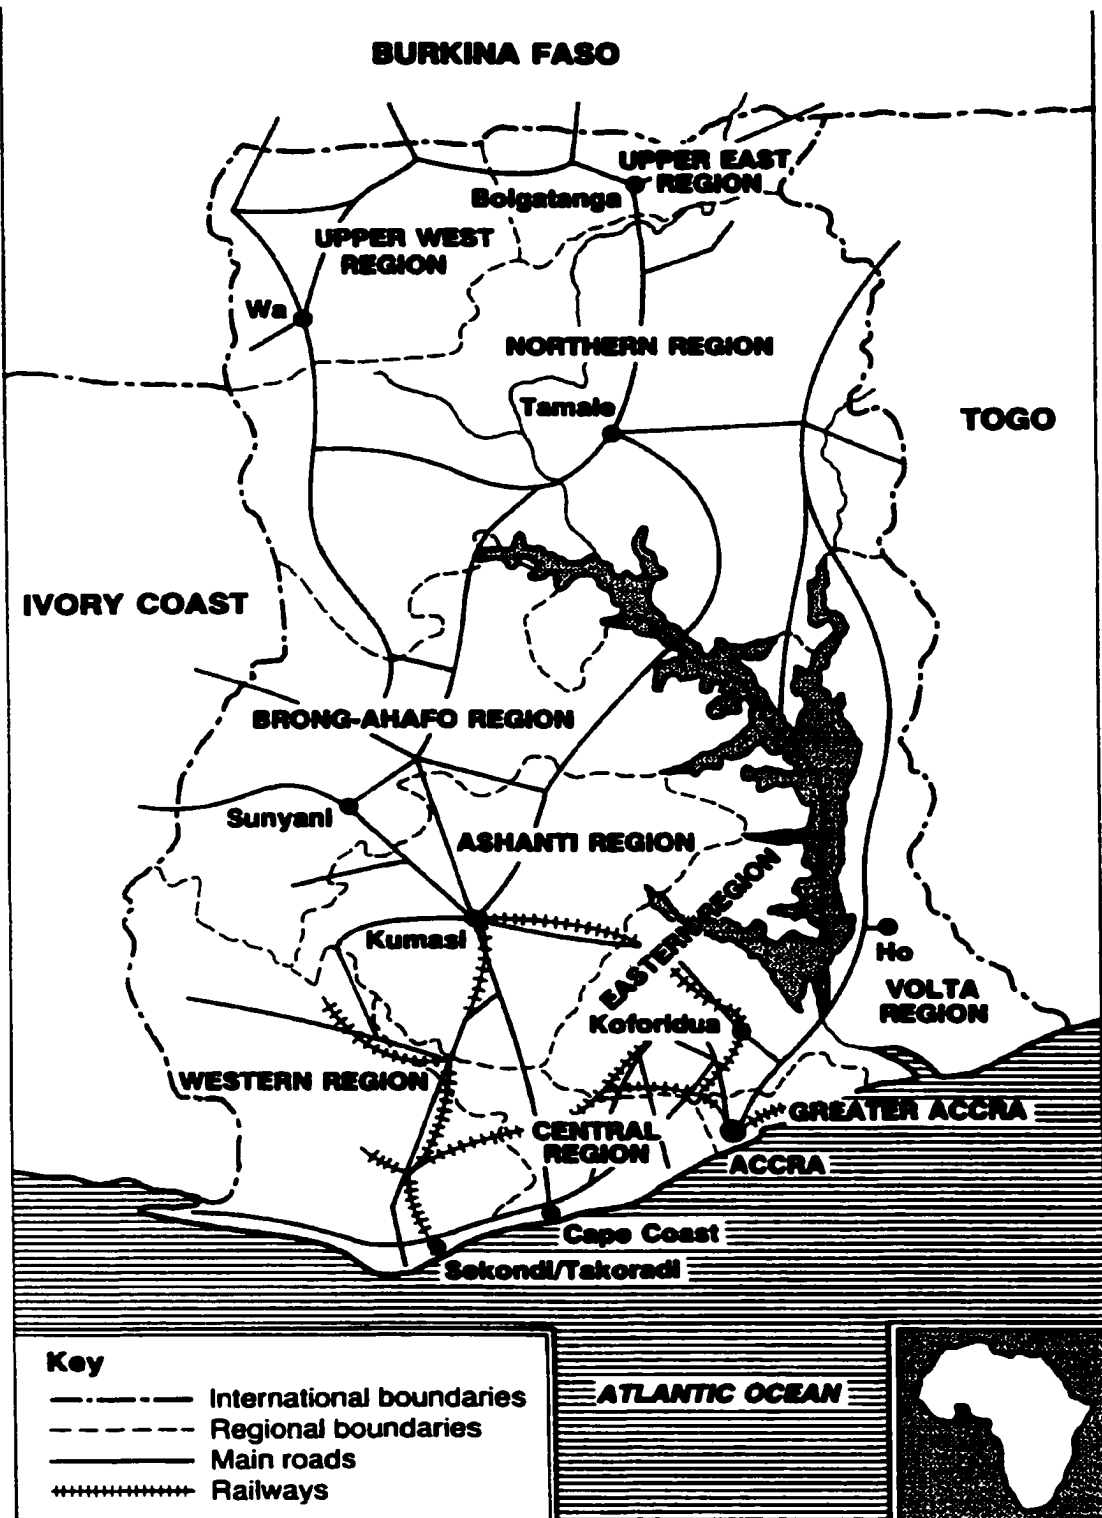 BURKINA FASO
UPPER EAST
REGION
Bolgatanga
UPPER WEST
REGION
Wa
NORTHERN REGION
Tamale
TOGO
IVORY COAST
BRONG-AHAFO REGION
Sunyani
ASHANTI REGION
EASTERN REGION
Kumasi
Ho
VOLTA
REGION
Koforidua
WESTERN REGION
GREATER ACCRA
CENTRAL
REGION
ACCRA
Cape Coast
Sekondi/Takoradi
Key
International boundaries
Regional boundaries
Main roads
Railways
ATLANTIC OCEAN